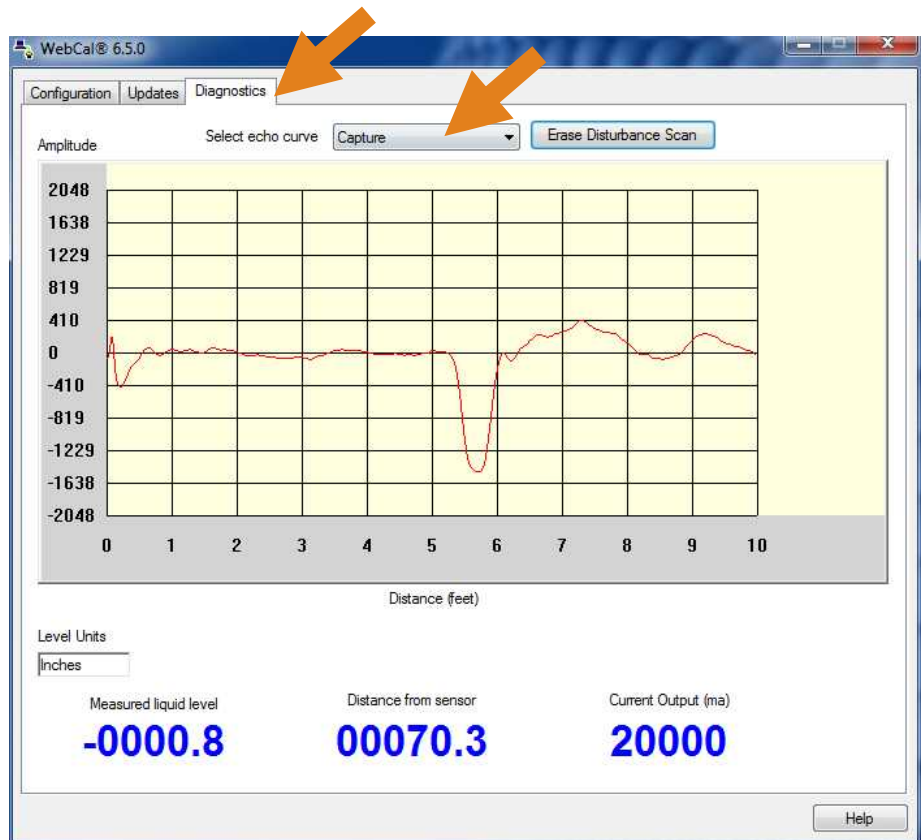 WebCal® 6.5.0
Configuration Updates Diagnostics
Select echo curve Capture Erase Disturbance Scan
Amplitude
2048
1638
1229
819
410
0
-410
-819
-1229
-1638
-2048
0 1 2 3 4 5 6 7 8 9 10
Distance (feet)
Level Units
Inches
Measured liquid level Distance from sensor Current Output (ma)
-0000.8 00070.3 20000
Help